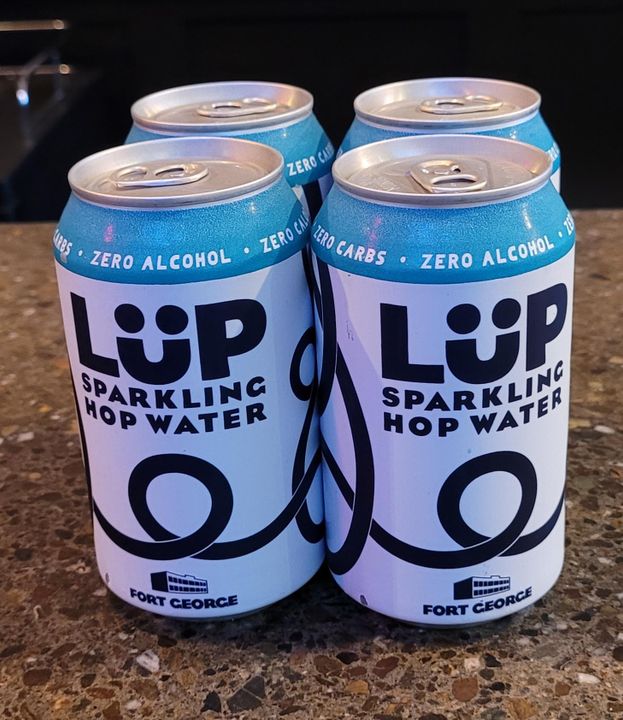 ZERO
ZERO ALCOHOL • ZERO
LÜP
SPARKLING
HOP WATER
FORT GEORGE
ZERO CARBS • ZERO ALCOHOL •
LÜP
SPARKLING
HOP WATER
FORT GEORGE